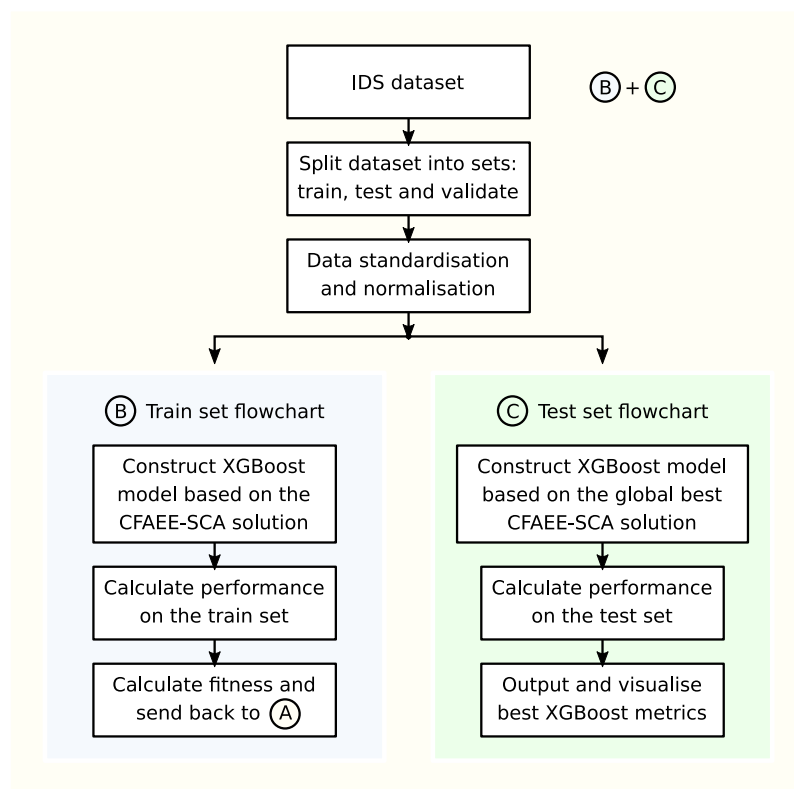 IDS dataset
B + C
Split dataset into sets:
train, test and validate
Data standardisation
and normalisation
B Train set flowchart
Construct XGBoost
model based on the
CFAEE-SCA solution
Calculate performance
on the train set
Calculate fitness and
send back to A
C Test set flowchart
Construct XGBoost model
based on the global best
CFAEE-SCA solution
Calculate performance
on the test set
Output and visualise
best XGBoost metrics